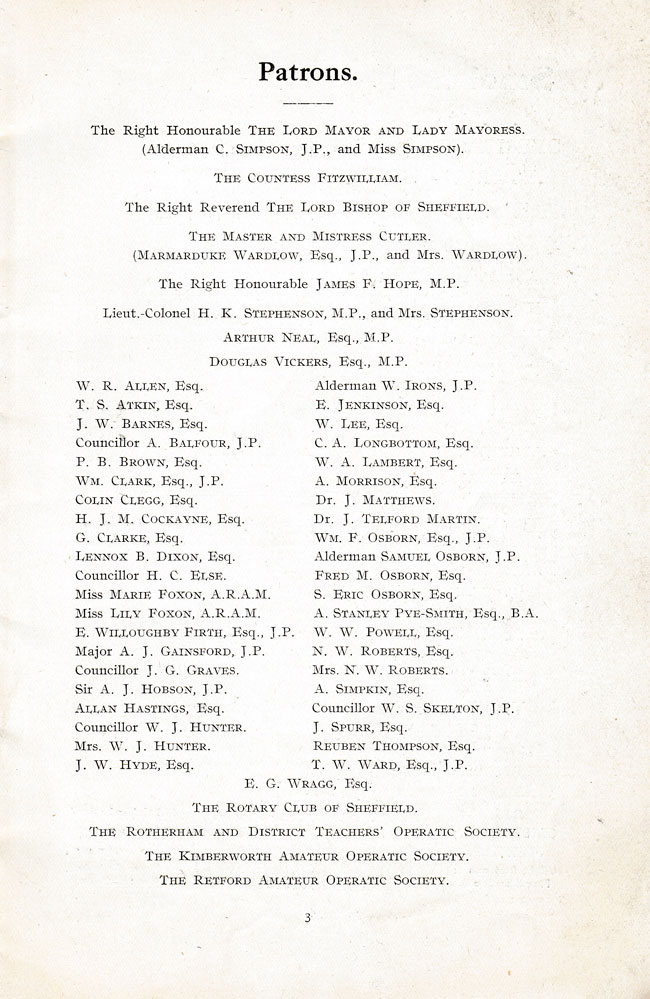 Patrons.
The Right Honourable THE LORD MAYOR AND LADY MAYORESS.
(Alderman C. SIMPSON, J.P., and Miss SIMPSON).
THE COUNTESS FITZWILLIAM.
The Right Reverend THE LORD BISHOP OF SHEFFIELD.
THE MASTER AND MISTRESS CUTLER.
(MARMARDUKE WARDLOW, Esq., J.P., and Mrs. WARDLOW).
The Right Honourable JAMES F. HOPE, M.P.
Lieut.-Colonel H. K. STEPHENSON, M.P., and Mrs. STEPHENSON.
ARTHUR NEAL, Esq., M.P.
DOUGLAS VICKERS, Esq., M.P.
W. R. ALLEN, Esq.
T. S. ATKIN, Esq.
J. W. BARNES, Esq.
Councillor A. BALFOUR, J.P.
P. B. BROWN, Esq.
WM. CLARK, Esq., J.P.
COLIN CLEGG, Esq.
H. J. M. COCKAYNE, Esq.
G. CLARKE, Esq.
LENNOX B. DIXON, Esq.
Councillor H. C. ELSE.
Miss MARIE FOXON, A.R.A.M.
Miss LILY FOXON, A.R.A.M.
E. WILLOUGHBY FIRTH, Esq., J.P.
Major A. J. GAINSFORD, J.P.
Councillor J. G. GRAVES.
Sir A. J. HOBSON, J.P.
ALLAN HASTINGS, Esq.
Councillor W. J. HUNTER.
Mrs. W. J. HUNTER.
J. W. HYDE, Esq.
Alderman W. IRONS, J.P.
E. JENKINSON, Esq.
W. LEE, Esq.
C. A. LONGBOTTOM, Esq.
W. A. LAMBERT, Esq.
A. MORRISON, Esq.
Dr. J. MATTHEWS.
Dr. J. TELFORD MARTIN.
WM. F. OSBORN, Esq., J.P.
Alderman SAMUEL OSBORN, J.P.
FRED M. OSBORN, Esq.
S. ERIC OSBORN, Esq.
A. STANLEY PYE-SMITH, Esq., B.A.
W. W. POWELL, Esq.
N. W. ROBERTS, Esq.
Mrs. N. W. ROBERTS.
A. SIMPKIN, Esq.
Councillor W. S. SKELTON, J.P.
J. SPURR, Esq.
REUBEN THOMPSON, Esq.
T. W. WARD, Esq., J.P.
E. G. WRAGG, Esq.
THE ROTARY CLUB OF SHEFFIELD.
THE ROTHERHAM AND DISTRICT TEACHERS' OPERATIC SOCIETY.
THE KIMBERWORTH AMATEUR OPERATIC SOCIETY.
THE RETFORD AMATEUR OPERATIC SOCIETY.
3